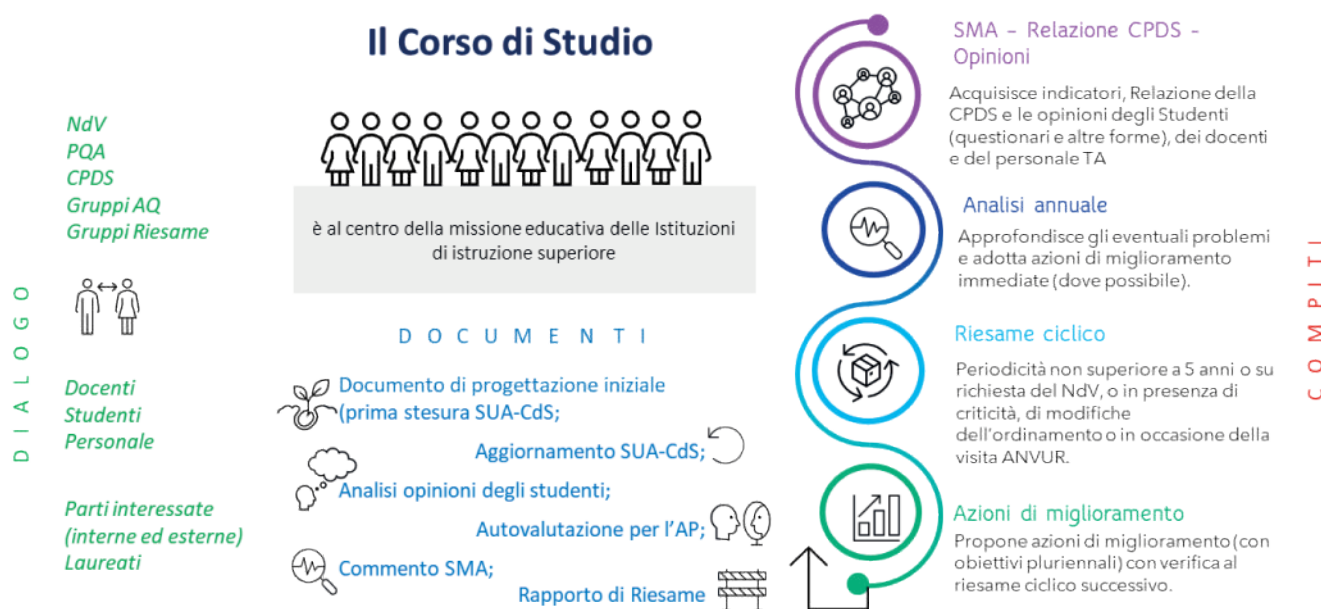 Il Corso di Studio
NdV
PQA
CPDS
Gruppi AQ
Gruppi Riesame
DIALOGO
Docenti
Studenti
Personale
Parti interessate
(interne ed esterne)
Laureati
è al centro della missione educativa delle Istituzioni
di istruzione superiore
DOCUMENTI
Documento di progettazione iniziale
(prima stesura SUA-CdS;
Aggiornamento SUA-CdS;
Analisi opinioni degli studenti;
Autovalutazione per l'AP;
Commento SMA;
Rapporto di Riesame
SMA - Relazione CPDS -
Opinioni
Acquisisce indicatori, Relazione della
CPDS e le opinioni degli Studenti
(questionari e altre forme), dei docenti
e del personale TA
Analisi annuale
Approfondisce gli eventuali problemi
e adotta azioni di miglioramento
immediate (dove possibile).
Riesame ciclico
Periodicità non superiore a 5 anni o su
richiesta del NdV, o in presenza di
criticità, di modifiche
dell'ordinamento o in occasione della
visita ANVUR.
Azioni di miglioramento
Propone azioni di miglioramento (con
obiettivi pluriennali) con verifica al
riesame ciclico successivo.
COMPITI